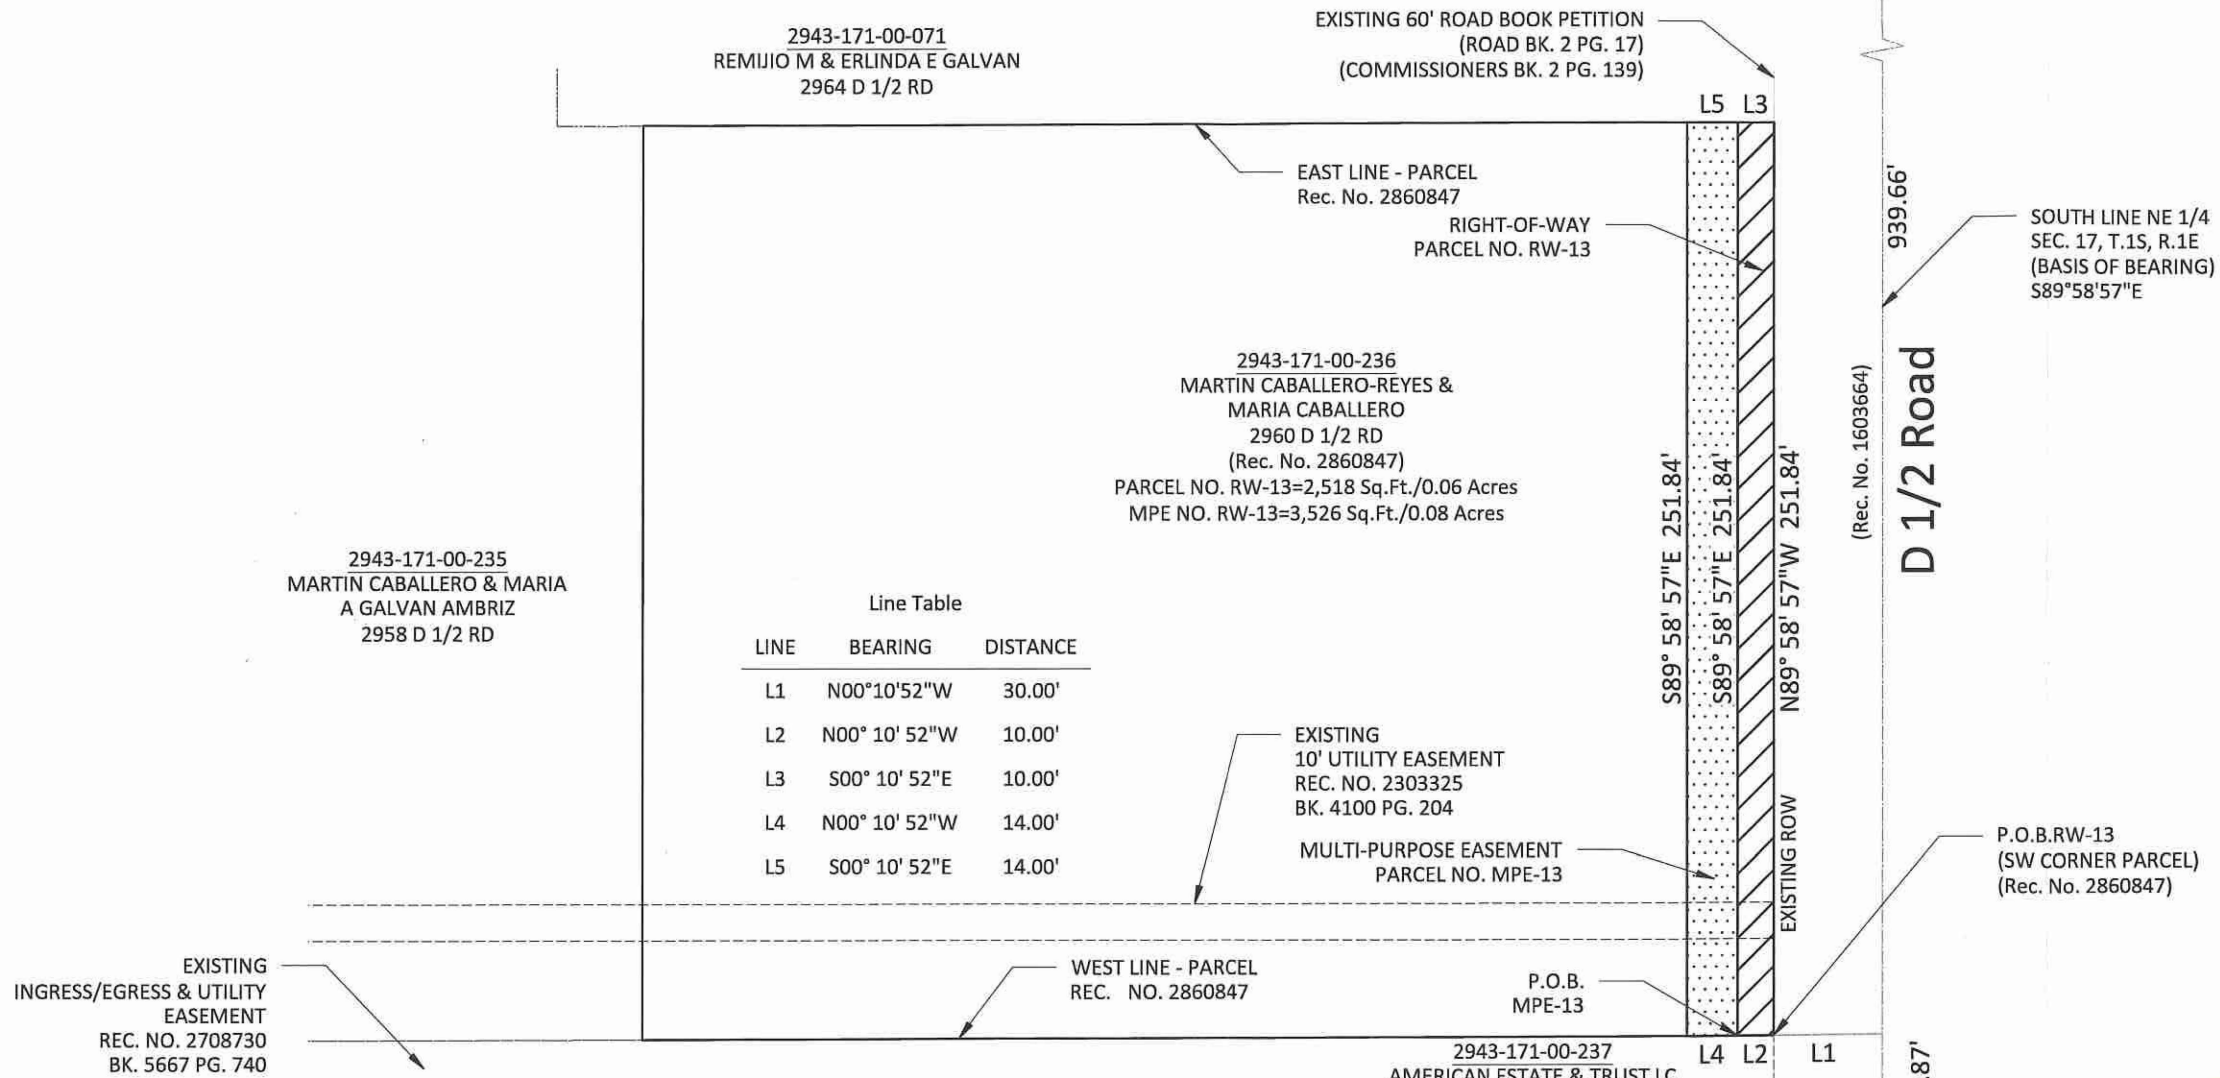 2943-171-00-071
REMIJIO M & ERLINDA E GALVAN
2964 D 1/2 RD
EXISTING 60' ROAD BOOK PETITION
(ROAD BK. 2 PG. 17)
(COMMISSIONERS BK. 2 PG. 139)
L5 L3
EAST LINE - PARCEL
Rec. No. 2860847
RIGHT-OF-WAY
PARCEL NO. RW-13
939.66'
SOUTH LINE NE 1/4
SEC. 17, T.1S, R.1E
(BASIS OF BEARING)
S89°58'57"E
2943-171-00-236
MARTIN CABALLERO-REYES &
MARIA CABALLERO
2960 D 1/2 RD
(Rec. No. 2860847)
PARCEL NO. RW-13=2,518 Sq.Ft./0.06 Acres
MPE NO. RW-13=3,526 Sq.Ft./0.08 Acres
S89° 58' 57"E 251.84'
S89° 58' 57"E 251.84'
N89° 58' 57"W 251.84'
(Rec. No. 1603664)
D 1/2 Road
2943-171-00-235
MARTIN CABALLERO & MARIA
A GALVAN AMBRIZ
2958 D 1/2 RD
Line Table
LINE BEARING DISTANCE
L1 N00°10'52"W 30.00'
L2 N00° 10' 52"W 10.00'
L3 S00° 10' 52"E 10.00'
L4 N00° 10' 52"W 14.00'
L5 S00° 10' 52"E 14.00'
EXISTING
10' UTILITY EASEMENT
REC. NO. 2303325
BK. 4100 PG. 204
MULTI-PURPOSE EASEMENT
PARCEL NO. MPE-13
EXISTING ROW
P.O.B.RW-13
(SW CORNER PARCEL)
(Rec. No. 2860847)
EXISTING
INGRESS/EGRESS & UTILITY
EASEMENT
REC. NO. 2708730
BK. 5667 PG. 740
WEST LINE - PARCEL
REC. NO. 2860847
P.O.B.
MPE-13
2943-171-00-237
AMERICAN ESTATE & TRUST LC
L4 L2 L1
.87'